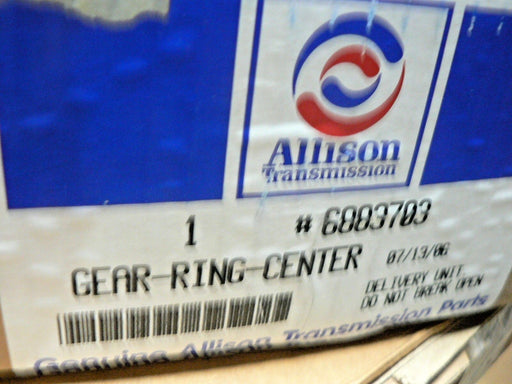 Allison
Transmission
1 # 6883703
GEAR-RING-CENTER 07/13/06
DELIVERY UNIT
DO NOT BREAK OPEN
Genuine Allison Transmission Parts